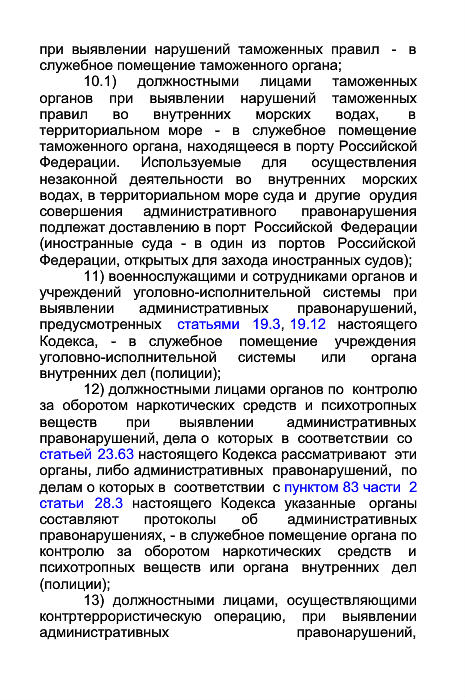 при выявлении нарушений таможенных правил - в
служебное помещение таможенного органа;
10.1) должностными лицами таможенных
органов при выявлении нарушений таможенных
правил во внутренних морских водах, в
территориальном море - в служебное помещение
таможенного органа, находящееся в порту Российской
Федерации. Используемые для осуществления
незаконной деятельности во внутренних морских
водах, в территориальном море суда и другие орудия
совершения административного правонарушения
подлежат доставлению в порт Российской Федерации
(иностранные суда - в один из портов Российской
Федерации, открытых для захода иностранных судов);
11) военнослужащими и сотрудниками органов и
учреждений уголовно-исполнительной системы при
выявлении административных правонарушений,
предусмотренных статьями 19.3, 19.12 настоящего
Кодекса, - в служебное помещение учреждения
уголовно-исполнительной системы или органа
внутренних дел (полиции);
12) должностными лицами органов по контролю
за оборотом наркотических средств и психотропных
веществ при выявлении административных
правонарушений, дела о которых в соответствии со
статьей 23.63 настоящего Кодекса рассматривают эти
органы, либо административных правонарушений, по
делам о которых в соответствии с пунктом 83 части 2
статьи 28.3 настоящего Кодекса указанные органы
составляют протоколы об административных
правонарушениях, - в служебное помещение органа по
контролю за оборотом наркотических средств и
психотропных веществ или органа внутренних дел
(полиции);
13) должностными лицами, осуществляющими
контртеррористическую операцию, при выявлении
административных правонарушений,